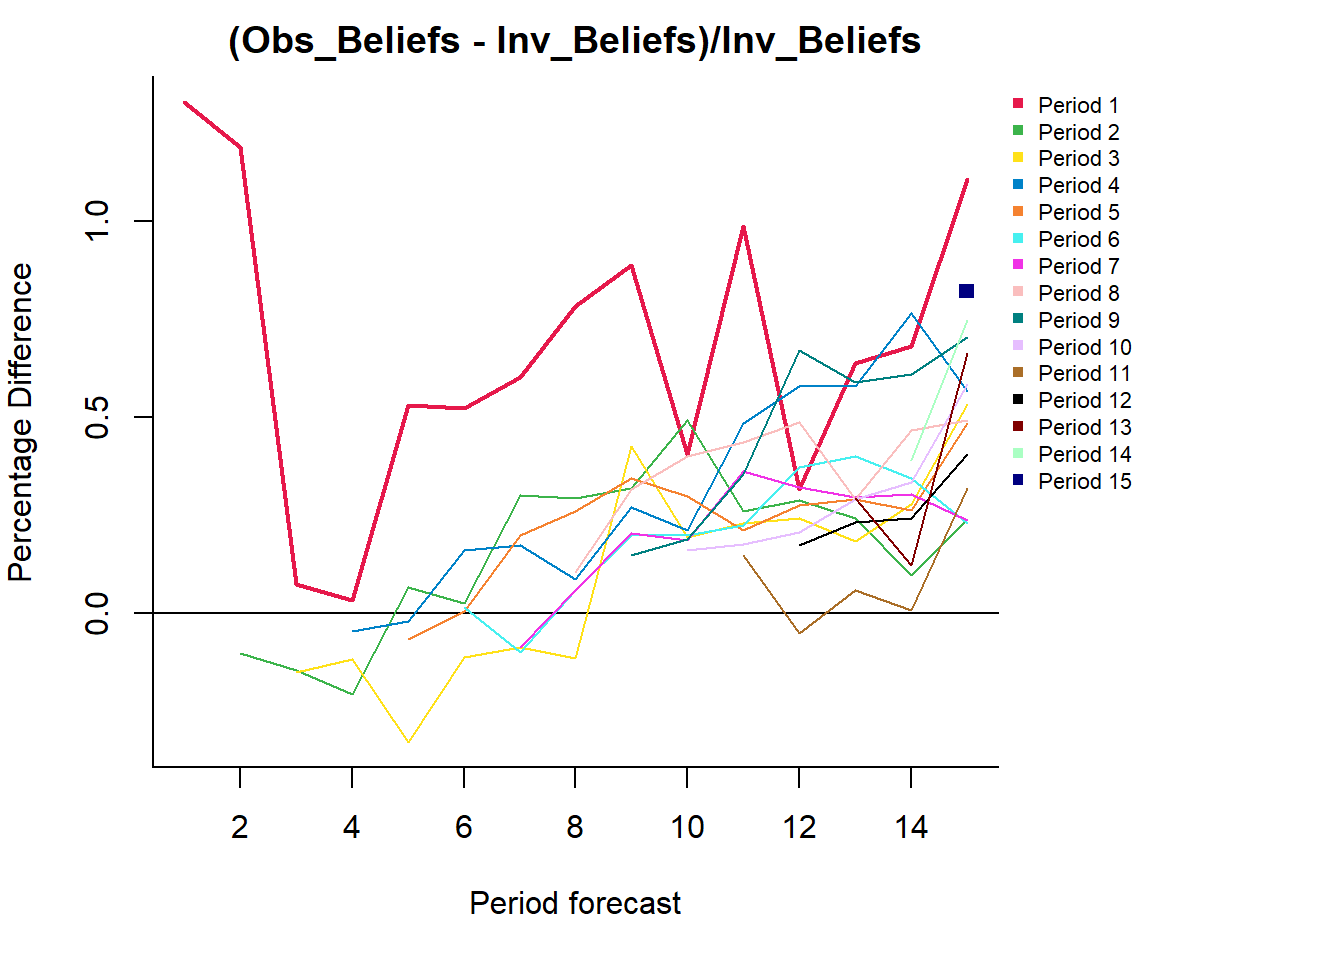 (Obs_Beliefs - Inv_Beliefs)/Inv_Beliefs
Percentage Difference
1.0
0.5
0.0
2 4 6 8 10 12 14
Period forecast
Period 1
Period 2
Period 3
Period 4
Period 5
Period 6
Period 7
Period 8
Period 9
Period 10
Period 11
Period 12
Period 13
Period 14
Period 15